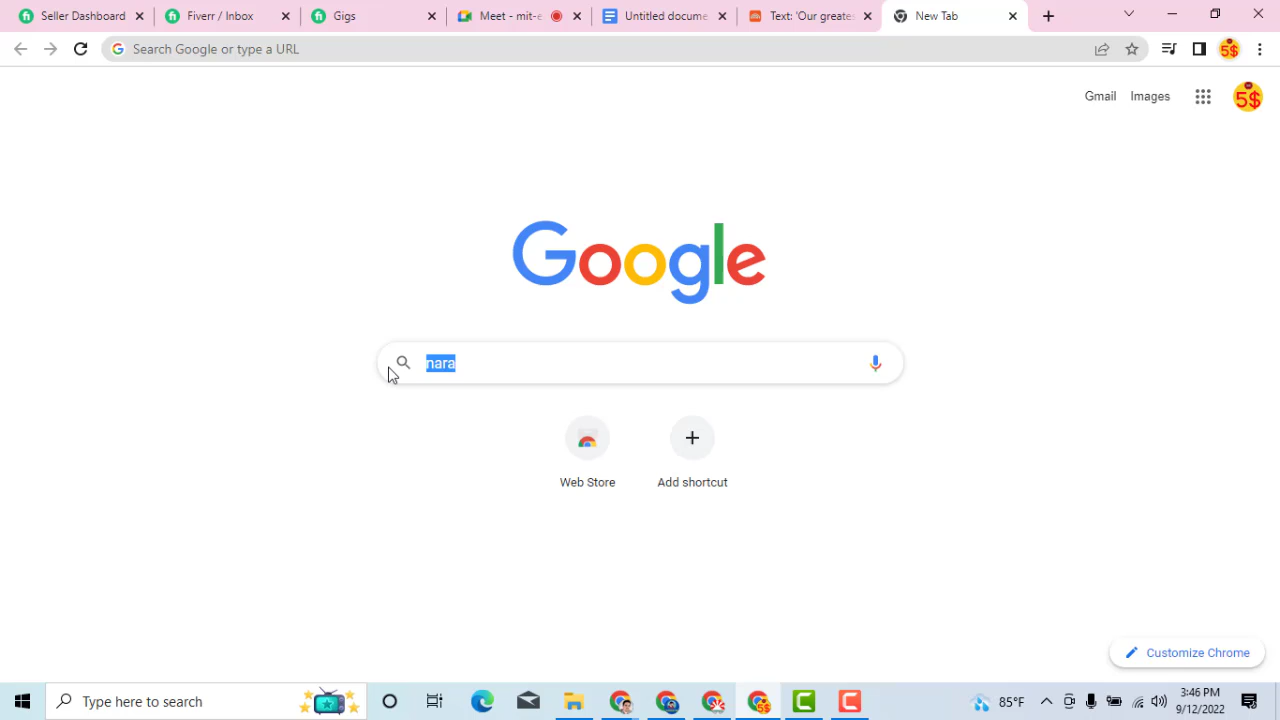 Seller Dashboard
Fiverr / Inbox
Gigs
Meet - mit-e
Untitled docume
Text: 'Our greate
New Tab
Search Google or type a URL
5$
Gmail
Images
5$
Google
nara
Web Store
Add shortcut
Customize Chrome
Type here to search
85°F
3:46 PM
9/12/2022